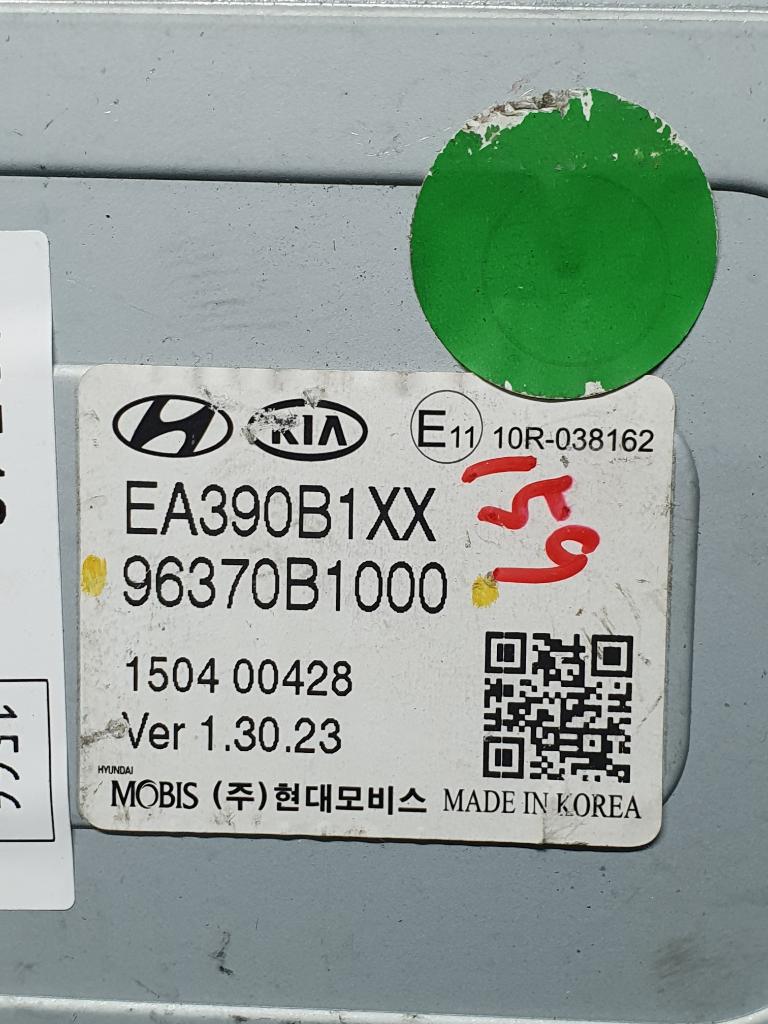 KIA
E11 10R-038162
EA390B1XX
96370B1000
159
1504 00428
Ver 1.30.23
HYUNDAI
MOBIS (주)현대모비스 MADE IN KOREA